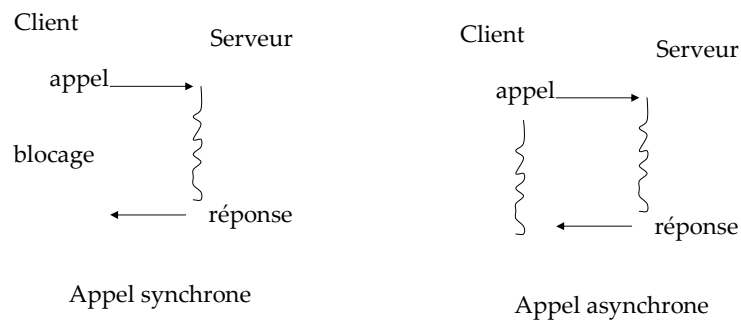 Client
Serveur
appel
blocage
réponse
Appel synchrone
Client
Serveur
appel
réponse
Appel asynchrone